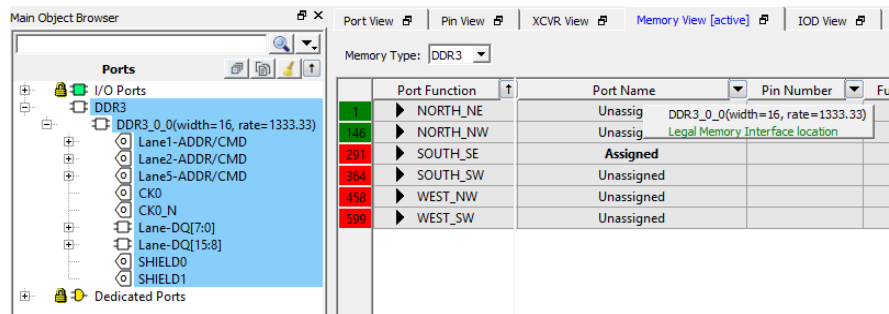 Main Object Browser
Ports
I/O Ports
DDR3
DDR3_0_0(width=16, rate=1333.33)
Lane1-ADDR/CMD
Lane2-ADDR/CMD
Lane5-ADDR/CMD
CK0
CK0_N
Lane-DQ[7:0]
Lane-DQ[15:8]
SHIELD0
SHIELD1
Dedicated Ports
Port View Pin View XCVR View Memory View [active] IOD View
Memory Type: DDR3
Port Function Port Name Pin Number Fu
1 NORTH_NE Unassig
146 NORTH_NW Unassig
291 SOUTH_SE Assigned
364 SOUTH_SW Unassigned
458 WEST_NW Unassigned
599 WEST_SW Unassigned
DDR3_0_0(width=16, rate=1333.33)
Legal Memory Interface location